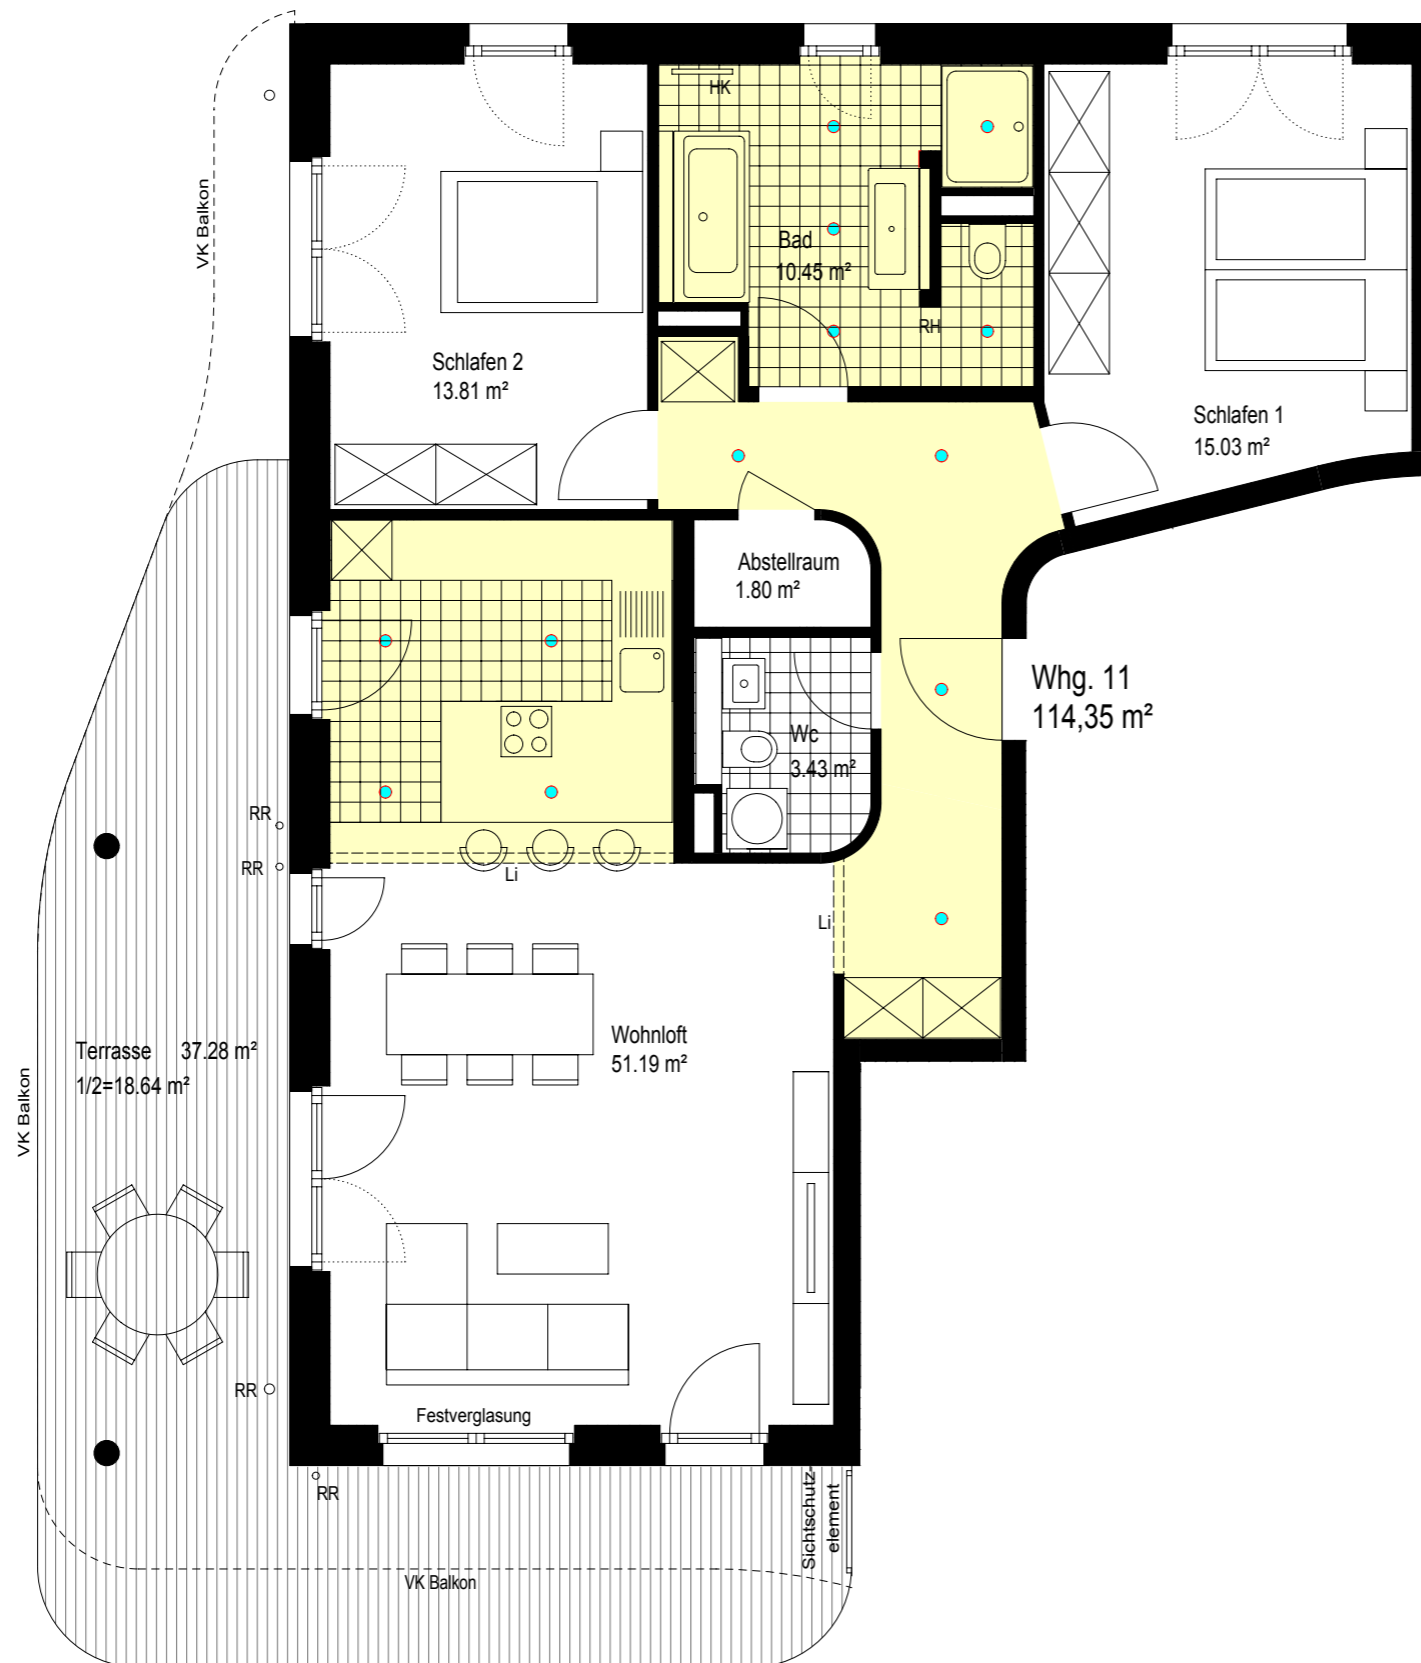 VK Balkon
HK
Bad
10.45 m²
RH
Schlafen 2
13.81 m²
Schlafen 1
15.03 m²
Abstellraum
1.80 m²
Whg. 11
114,35 m²
Wc
3.43 m²
RR
RR
Li
Li
Wohnloft
51.19 m²
Terrasse 37.28 m²
1/2=18.64 m²
VK Balkon
RR
Festverglasung
RR
Sichtschutz-
element
VK Balkon